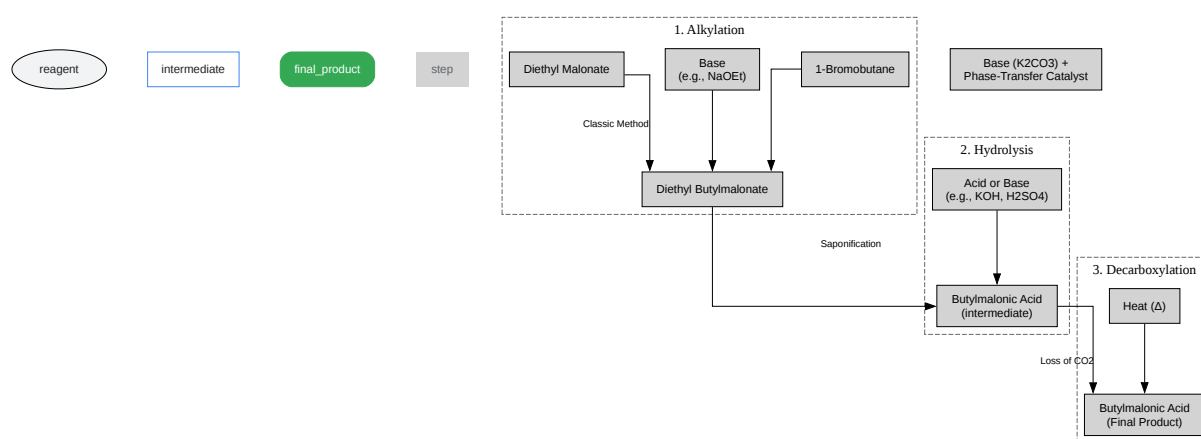 reagent
intermediate
final_product
step
1. Alkylation
Diethyl Malonate
Base
(e.g., NaOEt)
1-Bromobutane
Base (K2CO3) +
Phase-Transfer Catalyst
Classic Method
Diethyl Butylmalonate
2. Hydrolysis
Acid or Base
(e.g., KOH, H2SO4)
Saponification
Butylmalonic Acid
(intermediate)
3. Decarboxylation
Heat (Δ)
Loss of CO2
Butylmalonic Acid
(Final Product)